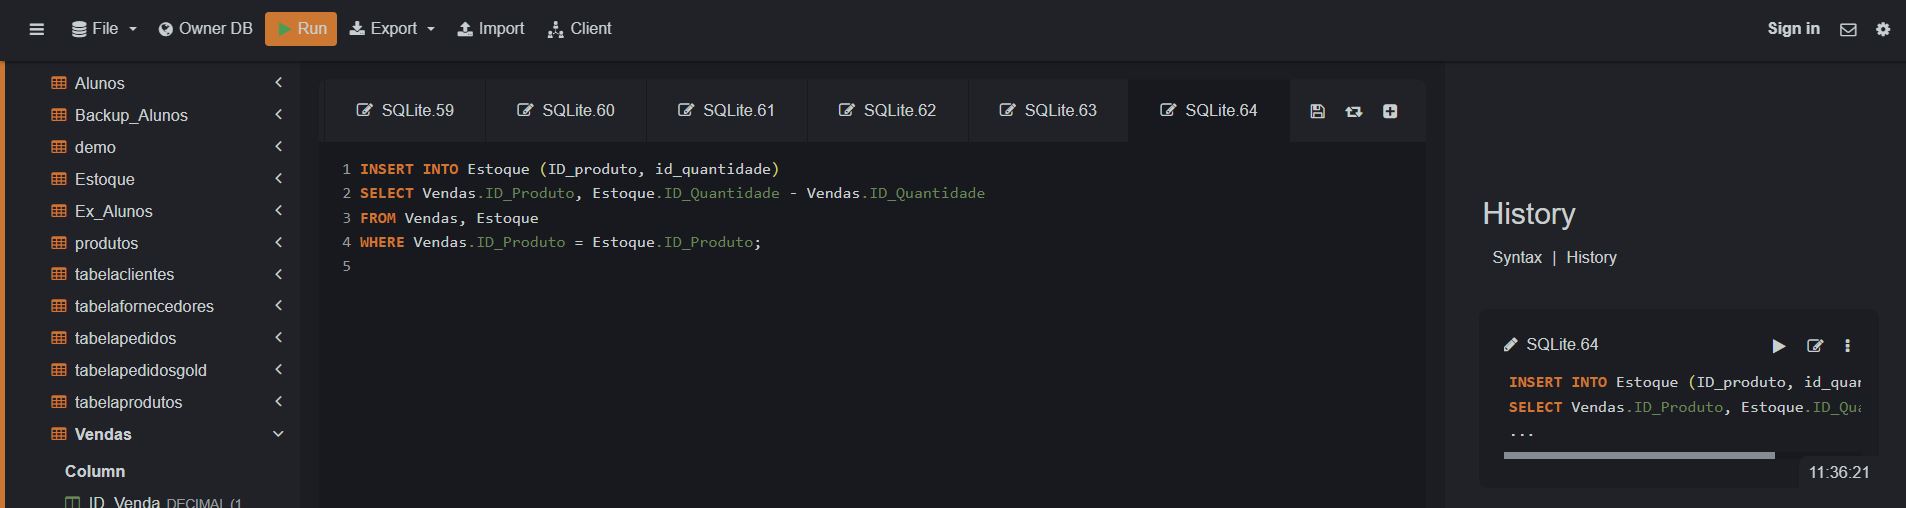 File Owner DB Run Export Import Client Sign in
Alunos
Backup_Alunos
demo
Estoque
Ex_Alunos
produtos
tabelaclientes
tabelafornecedores
tabelapedidos
tabelapedidosgold
tabelaprodutos
Vendas
Column
ID_Venda DECIMAL (1
SQLite.59 SQLite.60 SQLite.61 SQLite.62 SQLite.63 SQLite.64
1 INSERT INTO Estoque (ID_produto, id_quantidade)
2 SELECT Vendas.ID_Produto, Estoque.ID_Quantidade - Vendas.ID_Quantidade
3 FROM Vendas, Estoque
4 WHERE Vendas.ID_Produto = Estoque.ID_Produto;
5
History
Syntax | History
SQLite.64
INSERT INTO Estoque (ID_produto, id_quan
SELECT Vendas.ID_Produto, Estoque.ID_Qua
...
11:36:21